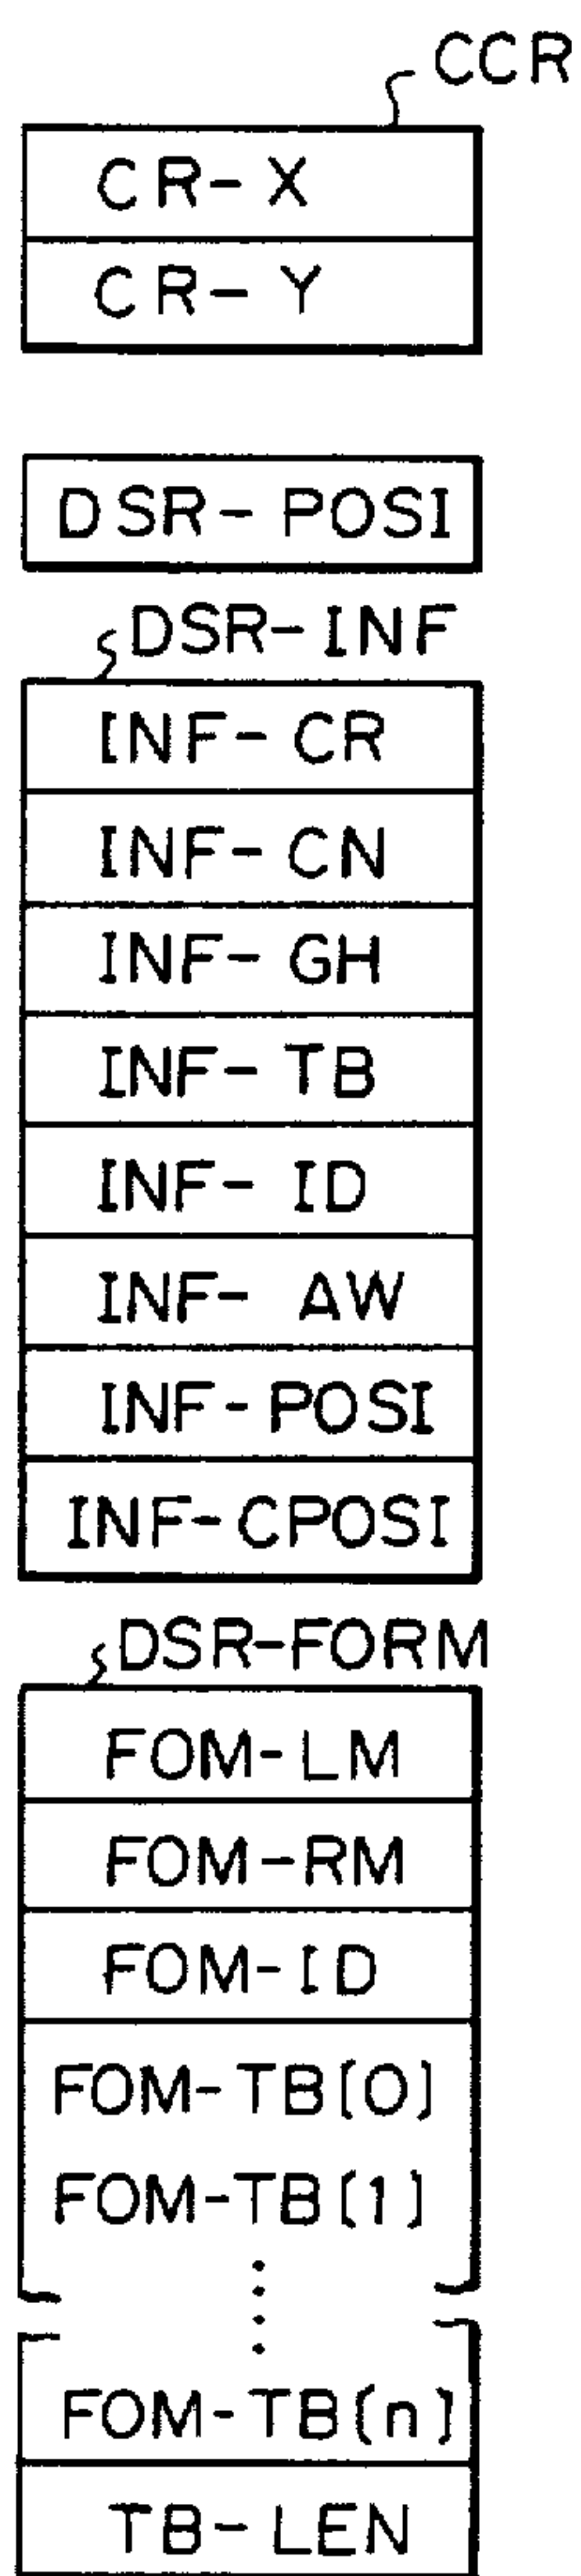 CCR
CR-X
CR-Y
DSR-POSI
DSR-INF
INF-CR
INF-CN
INF-GH
INF-TB
INF-ID
INF-AW
INF-POSI
INF-CPOSI
DSR-FORM
FOM-LM
FOM-RM
FOM-ID
FOM-TB[0]
FOM-TB[1]
FOM-TB[n]
TB-LEN